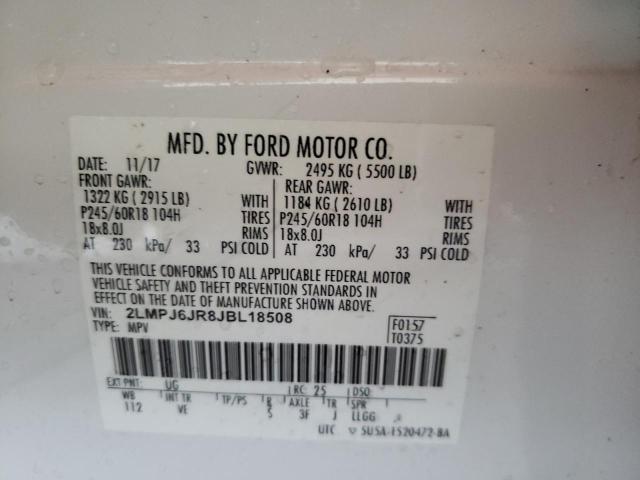 MFD. BY FORD MOTOR CO.
DATE: 11/17 GVWR: 2495 KG ( 5500 LB)
FRONT GAWR: REAR GAWR:
1322 KG ( 2915 LB) WITH 1184 KG ( 2610 LB) WITH
P245/60R18 104H TIRES P245/60R18 104H TIRES
18x8.0J RIMS 18x8.0J RIMS
AT 230 kPa/ 33 PSI COLD AT 230 kPa/ 33 PSI COLD
THIS VEHICLE CONFORMS TO ALL APPLICABLE FEDERAL MOTOR
VEHICLE SAFETY AND THEFT PREVENTION STANDARDS IN
EFFECT ON THE DATE OF MANUFACTURE SHOWN ABOVE.
VIN: 2LMPJ6JR8JBL18508 F0157
TYPE: MPV T0375
EXT PNT: UG RC: 25 DSO:
WB INT TR TP/PS R AXLE TR SPR
112 VE 5 3F J LLGG
UTC ▽ 5USA-1520472-BA